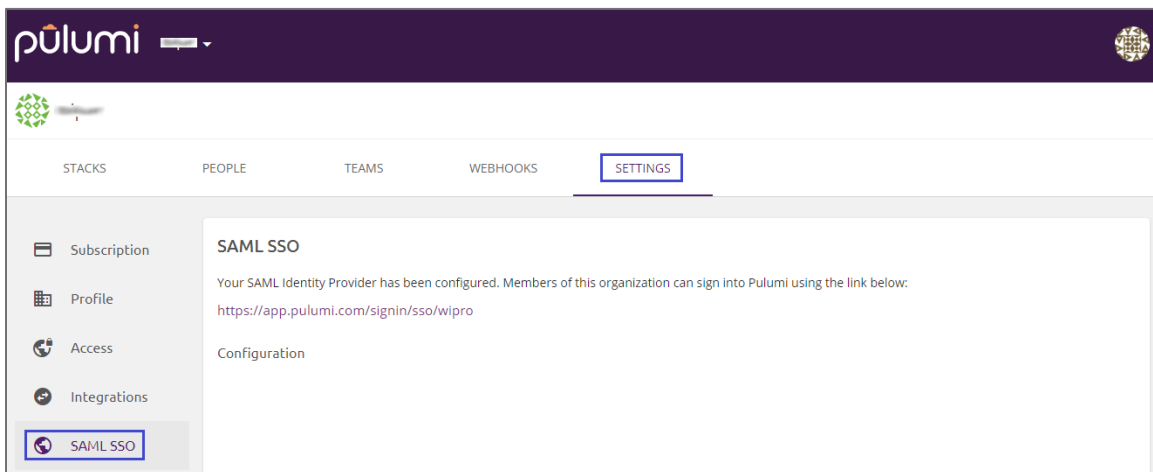 pulumi
STACKS PEOPLE TEAMS WEBHOOKS SETTINGS
Subscription
Profile
Access
Integrations
SAML SSO
SAML SSO
Your SAML Identity Provider has been configured. Members of this organization can sign into Pulumi using the link below:
https://app.pulumi.com/signin/sso/wipro
Configuration